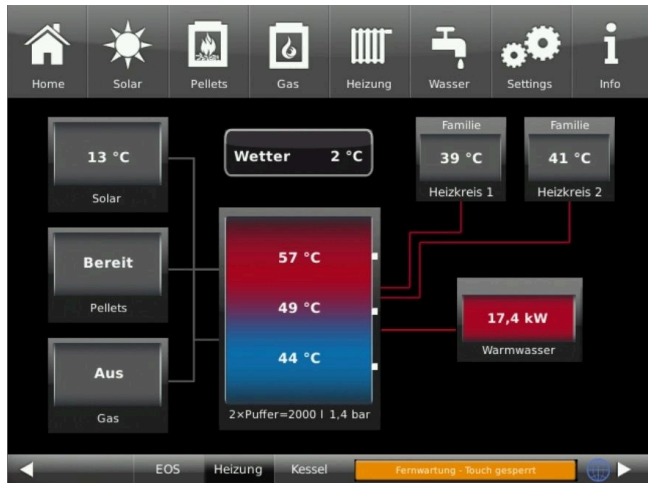 Home Solar Pellets Gas Heizung Wasser Settings Info
Familie
Familie
13 °C
Solar
Wetter 2 °C
39 °C
Heizkreis 1
41 °C
Heizkreis 2
Bereit
Pellets
Aus
Gas
57 °C
49 °C
44 °C
2×Puffer=2000 l 1,4 bar
17,4 kW
Warmwasser
EOS Heizung Kessel Fernwartung - Touch gesperrt